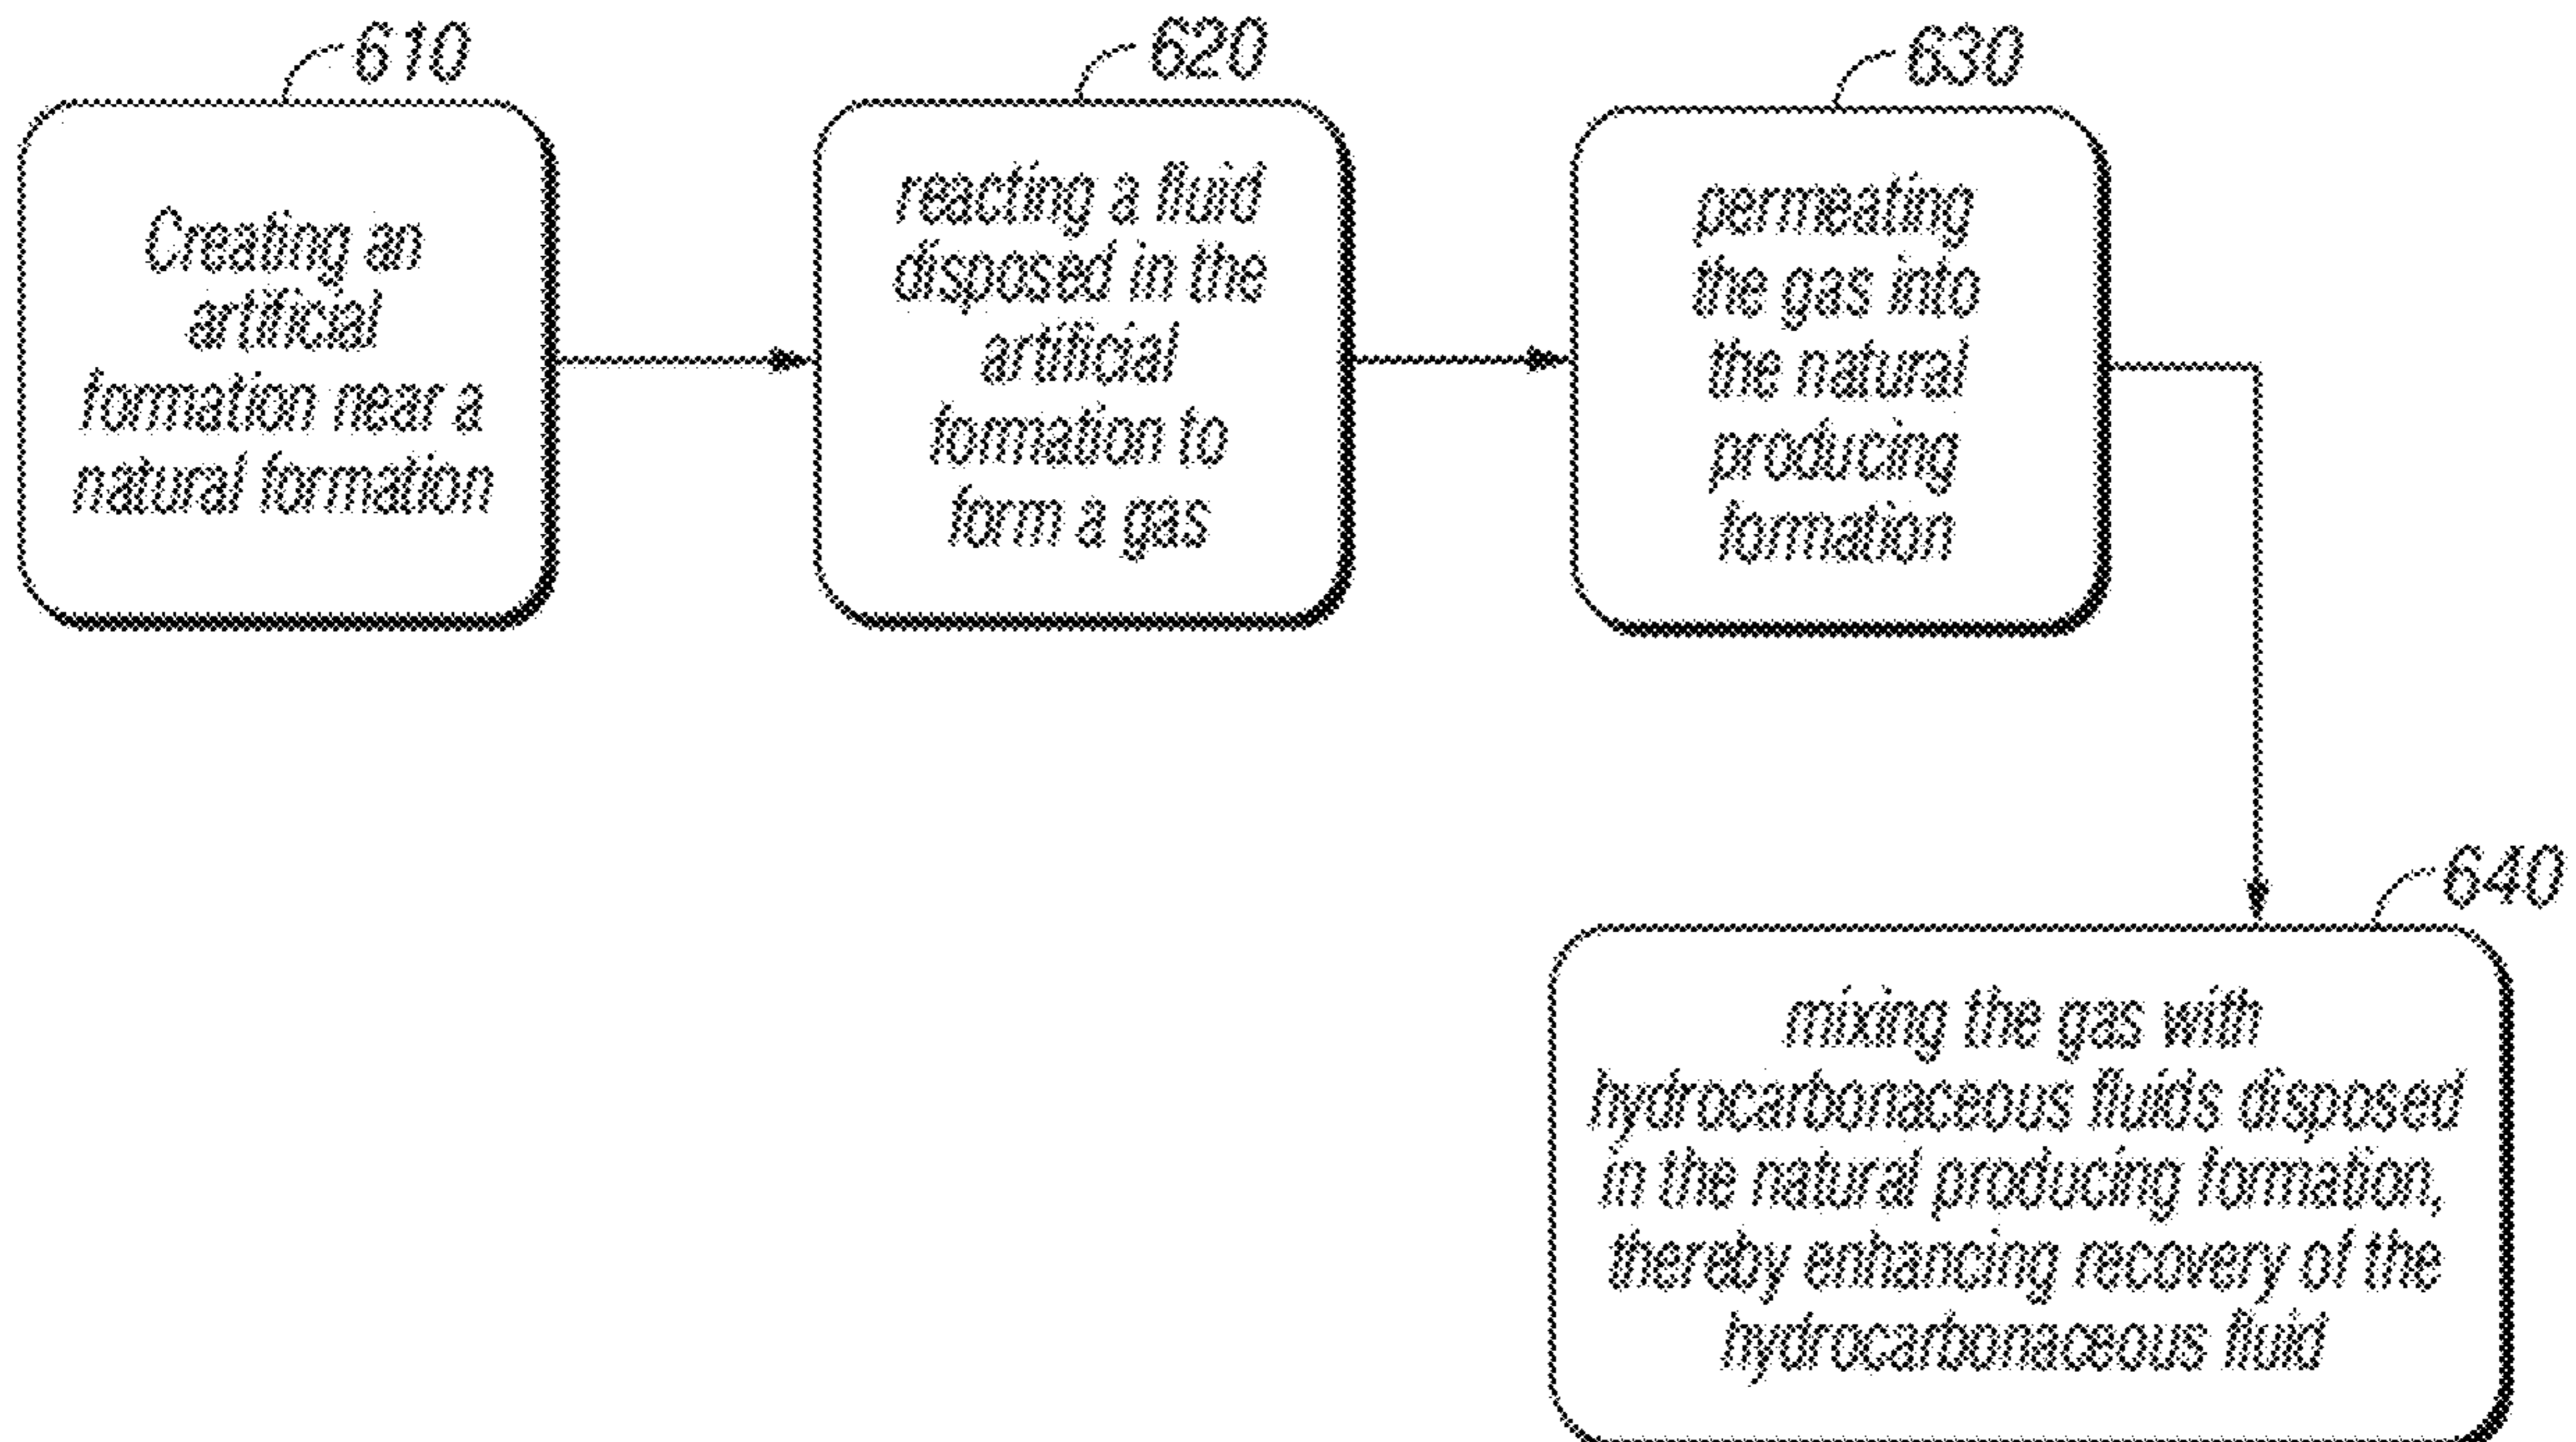 610
Creating an
artificial
formation near a
natural formation
620
reacting a fluid
disposed in the
artificial
formation to
form a gas
630
permeating
the gas into
the natural
producing
formation
640
mixing the gas with
hydrocarbonaceous fluids disposed
in the natural producing formation,
thereby enhancing recovery of the
hydrocarbonaceous fluid